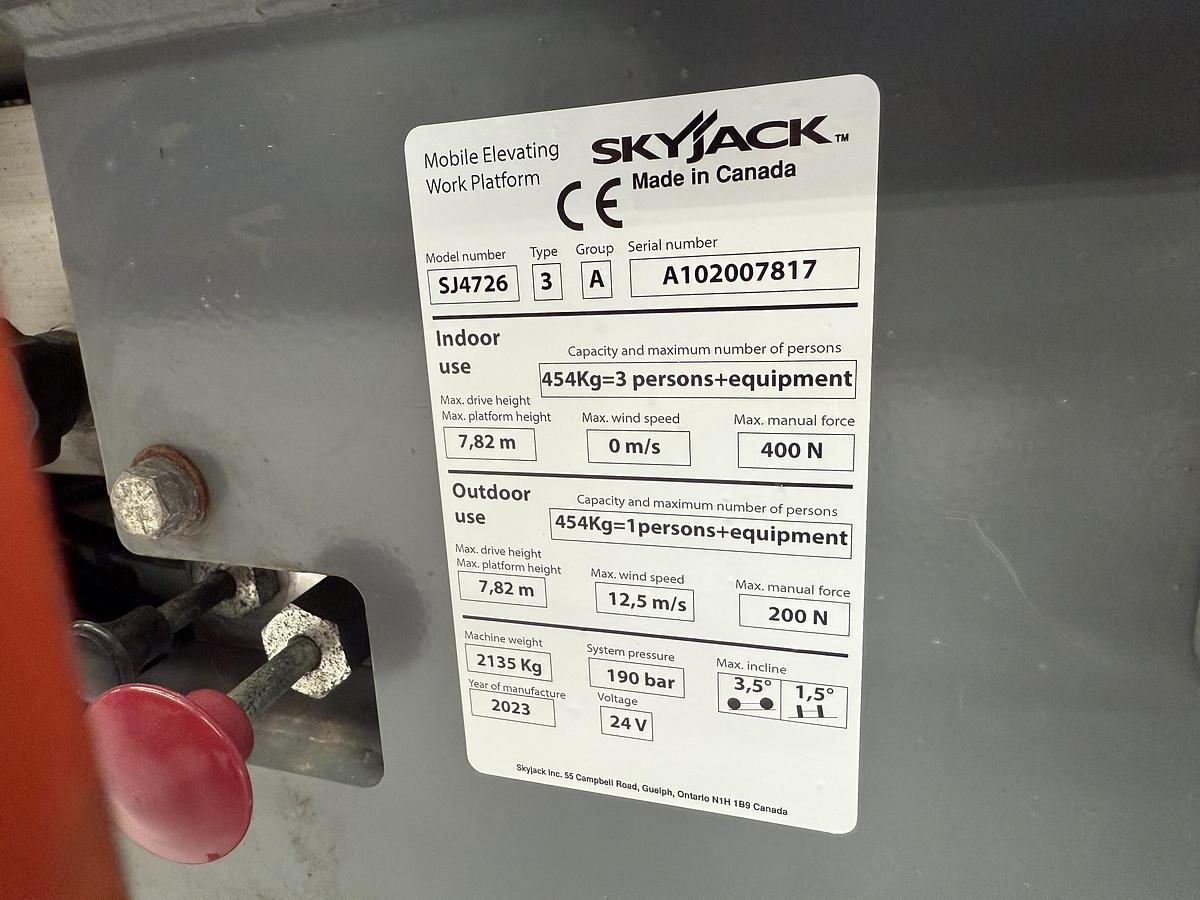 Mobile Elevating
Work Platform
SKYJACK™
Made in Canada
CE
Model number Type Group Serial number
SJ4726 3 A A102007817
Indoor
use
Capacity and maximum number of persons
454Kg=3 persons+equipment
Max. drive height
Max. platform height Max. wind speed Max. manual force
7,82 m 0 m/s 400 N
Outdoor
use
Capacity and maximum number of persons
454Kg=1persons+equipment
Max. drive height
Max. platform height Max. wind speed Max. manual force
7,82 m 12,5 m/s 200 N
Machine weight System pressure Max. incline
2135 Kg 190 bar 3,5° 1,5°
Year of manufacture Voltage
2023 24 V
Skyjack Inc. 55 Campbell Road, Guelph, Ontario N1H 1B9 Canada